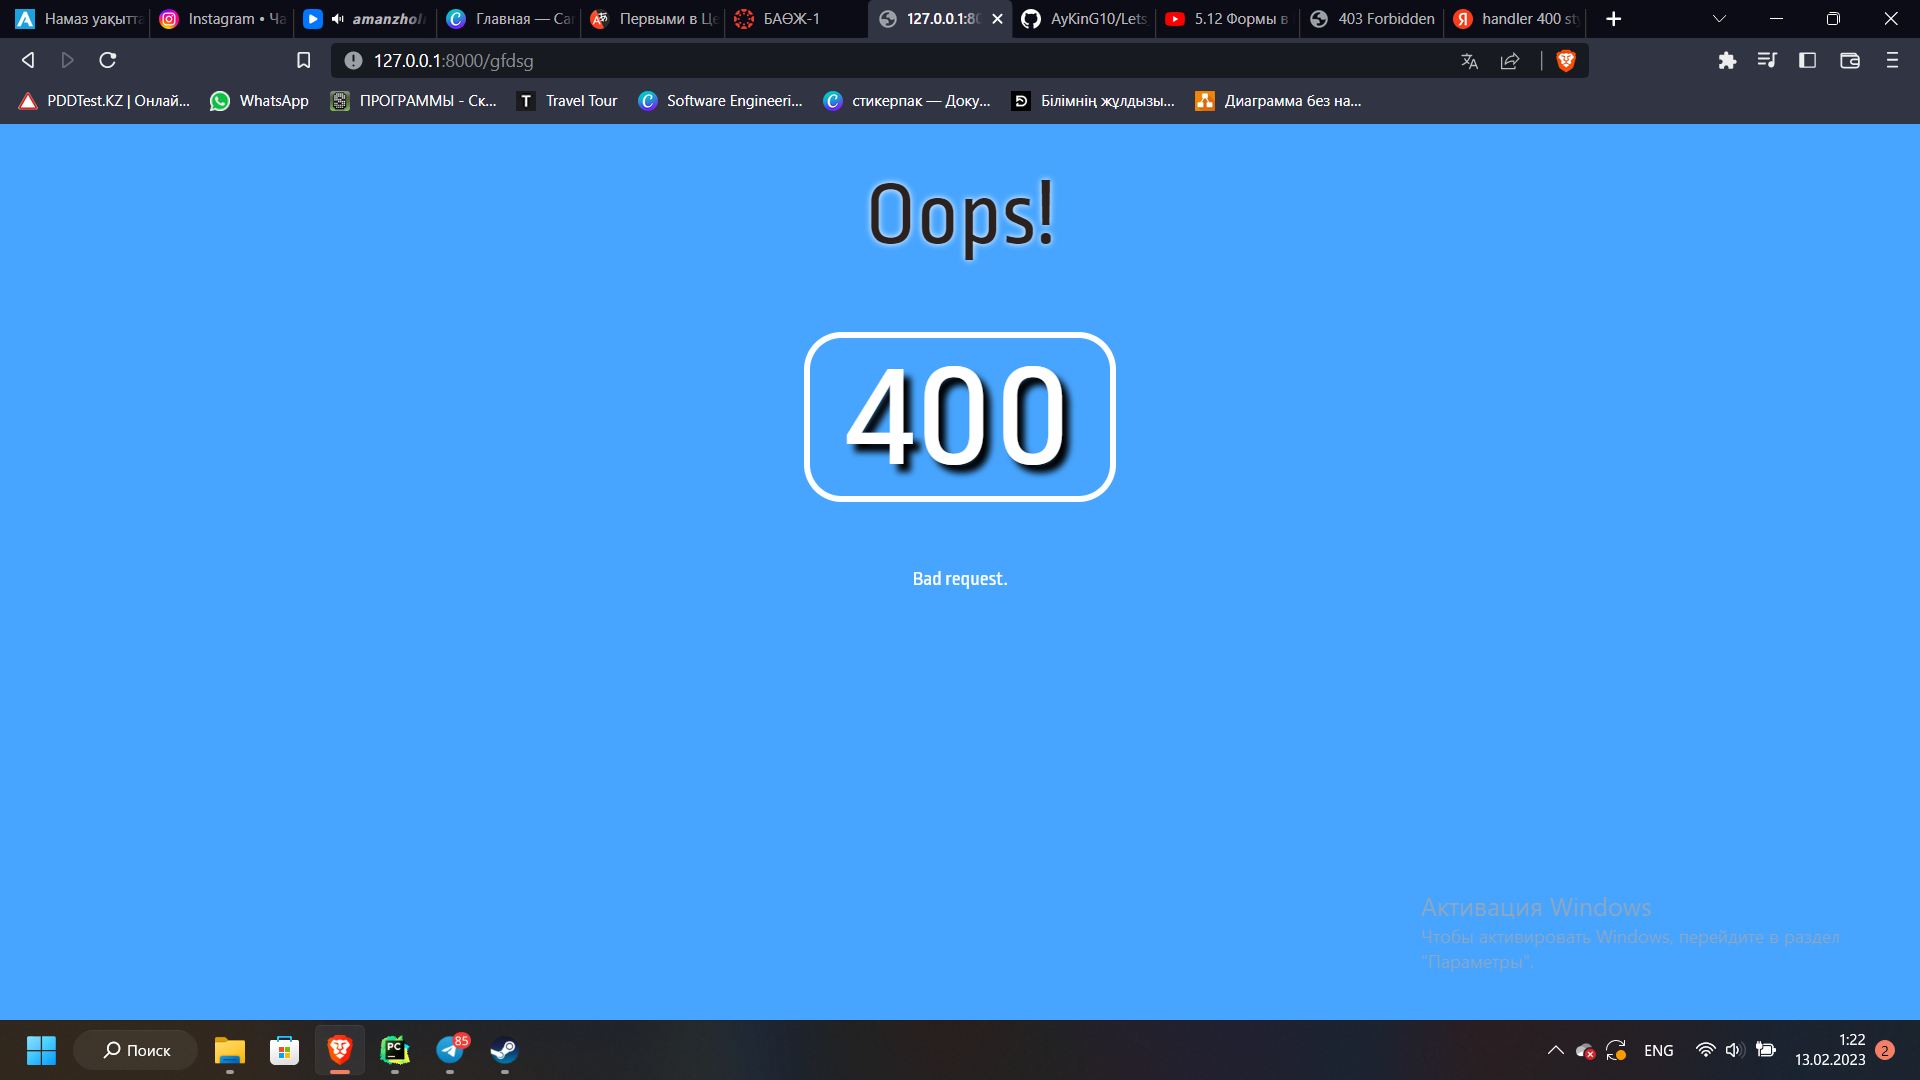 Намаз уақытта
Instagram • Ча
amanzhol
Главная — Са
Первыми в Це
БАӨЖ-1
127.0.0.1:80
AyKinG10/Lets
5.12 Формы в
403 Forbidden
handler 400 st
127.0.0.1:8000/gfdsg
PDDTest.KZ | Онлай...
WhatsApp
ПРОГРАММЫ - Ск...
Travel Tour
Software Engineeri...
стикерпак — Доку...
Білімнің жұлдызы...
Диаграмма без на...
Oops!
400
Bad request.
Активация Windows
Чтобы активировать Windows, перейдите в раздел
"Параметры".
Поиск
85
ENG
1:22
13.02.2023
2